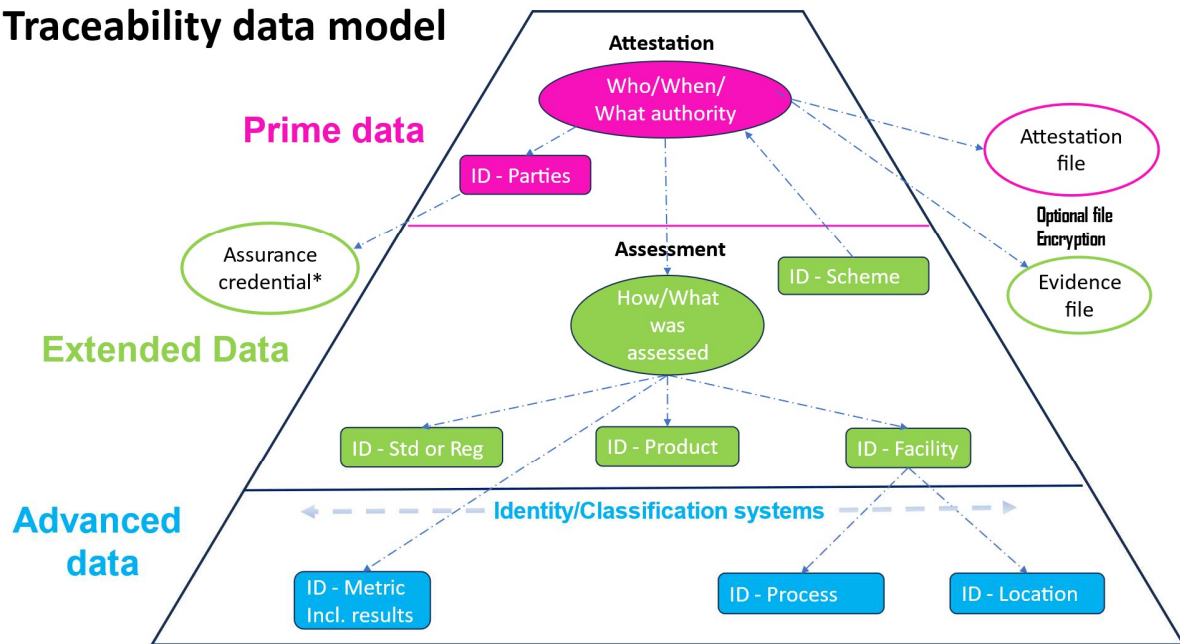 Traceability data model
Attestation
Who/When/
What authority
Prime data
Attestation
file
ID - Parties
Optional file
Encryption
Assurance
credential*
Assessment
ID - Scheme
Evidence
file
How/What
was
assessed
Extended Data
ID - Std or Reg
ID - Product
ID - Facility
Identity/Classification systems
Advanced
data
ID - Metric
Incl. results
ID - Process
ID - Location